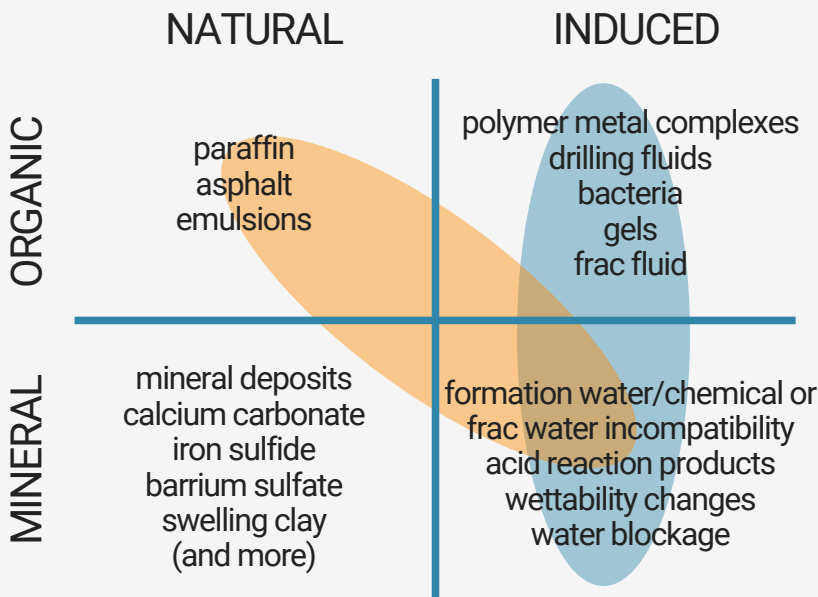 NATURAL
INDUCED
ORGANIC
paraffin
asphalt
emulsions
polymer metal complexes
drilling fluids
bacteria
gels
frac fluid
MINERAL
mineral deposits
calcium carbonate
iron sulfide
barrium sulfate
swelling clay
(and more)
formation water/chemical or
frac water incompatibility
acid reaction products
wettability changes
water blockage